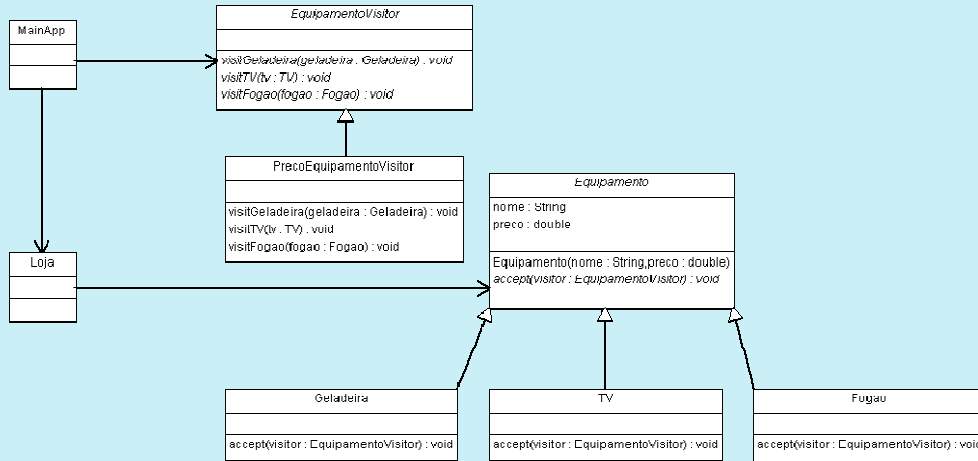 MainApp
EquipamentoVisitor
visitGeladeira(geladeira : Geladeira) : void
visitTV(tv : TV) : void
visitFogao(fogao : Fogao) : void
PrecoEquipamentoVisitor
visitGeladeira(geladeira : Geladeira) : void
visitTV(tv : TV) : void
visitFogao(fogao : Fogao) : void
Equipamento
nome : String
preco : double
Equipamento(nome : String,preco : double)
accept(visitor : EquipamentoVisitor) : void
Loja
Geladeira
accept(visitor : EquipamentoVisitor) : void
TV
accept(visitor : EquipamentoVisitor) : void
Fogao
accept(visitor : EquipamentoVisitor) : voi